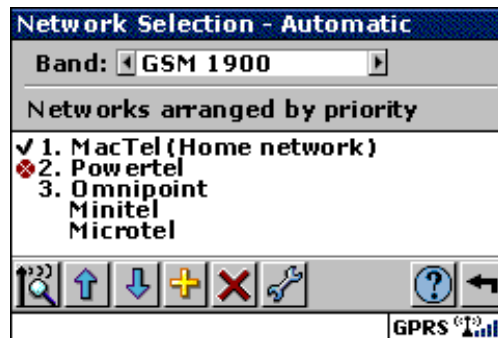 Network Selection - Automatic
Band: GSM 1900
Networks arranged by priority
1. MacTel (Home network)
2. Powertel
3. Omnipoint
Minitel
Microtel
GPRS